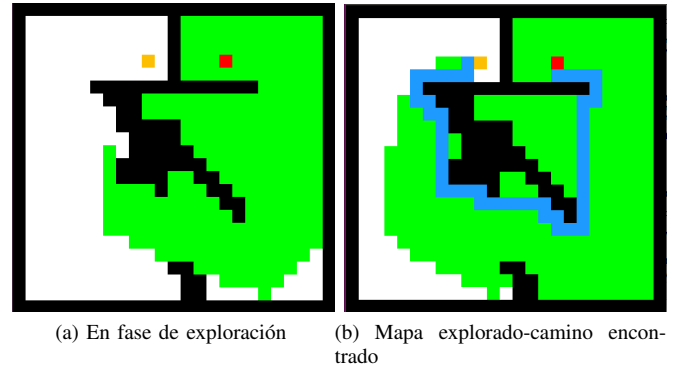 (a) En fase de exploración
(b) Mapa explorado-camino encon-
trado